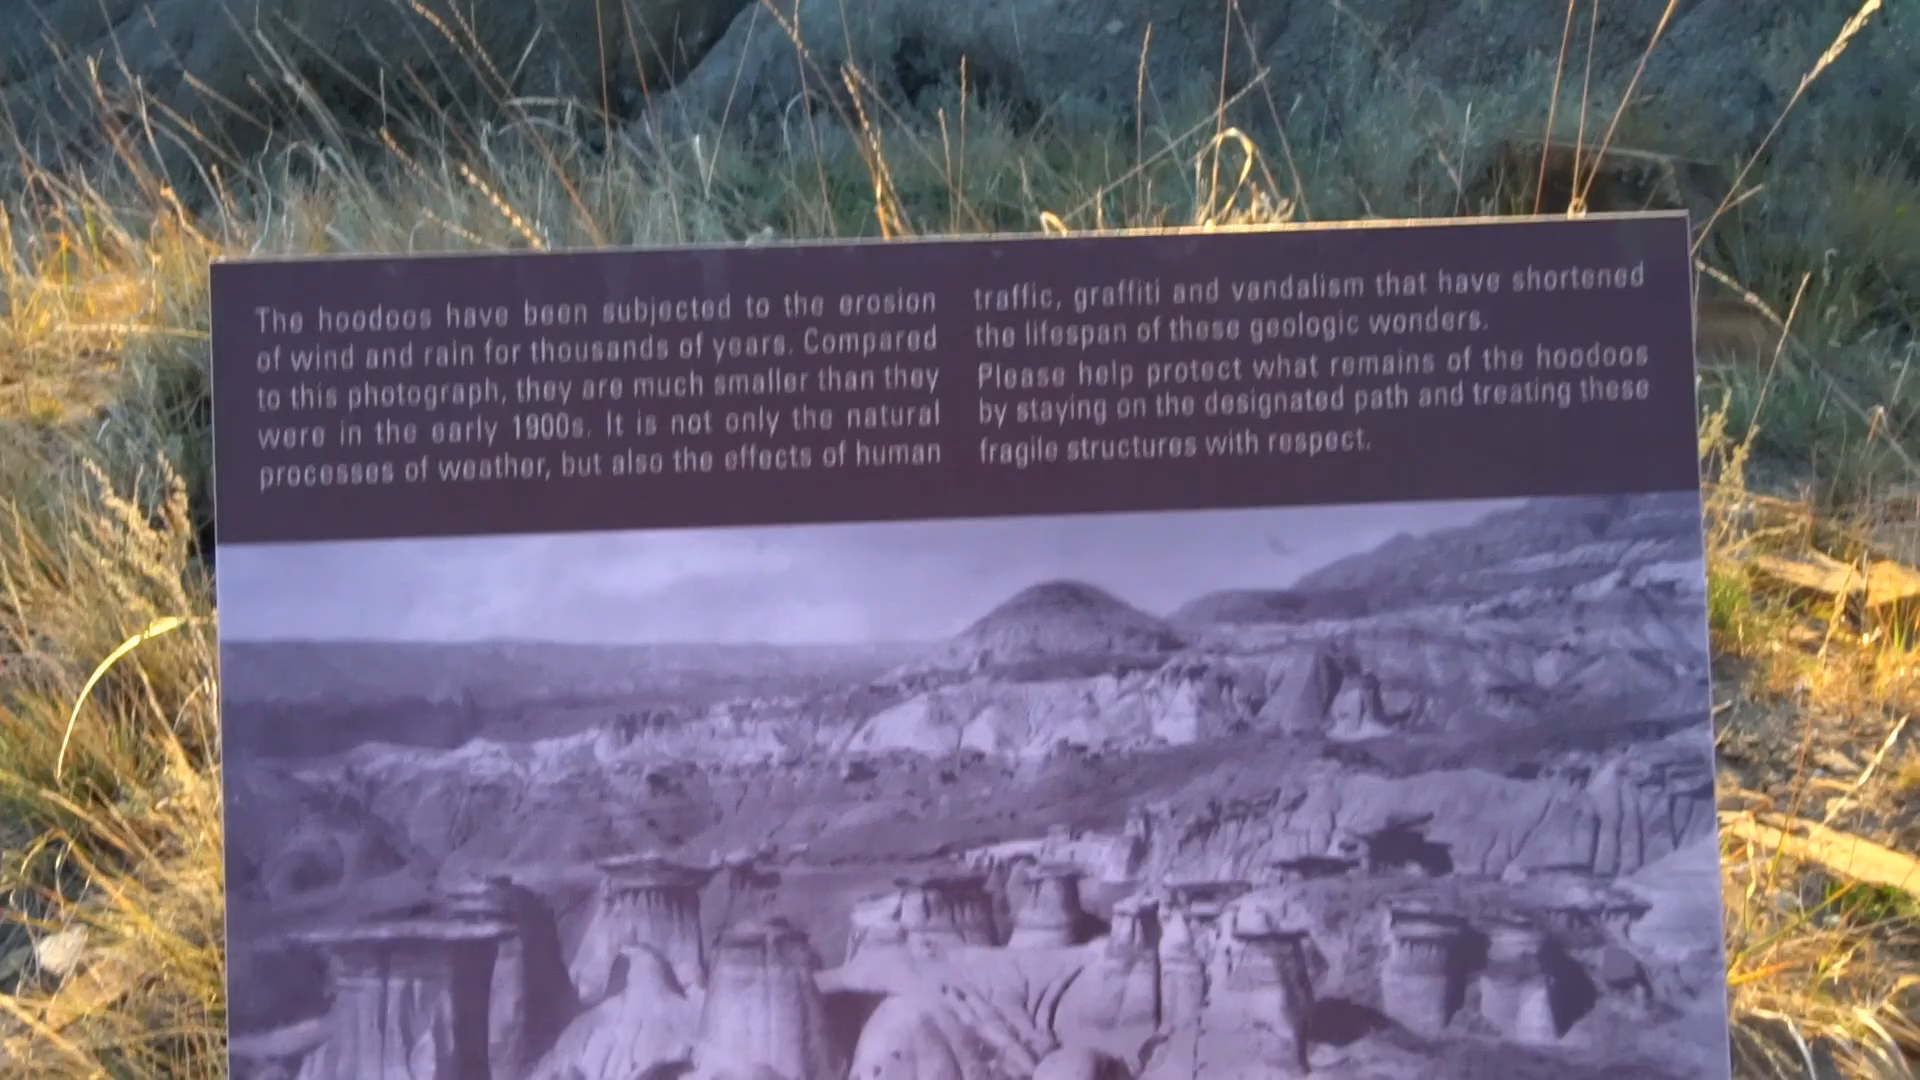 The hoodoos have been subjected to the erosion
of wind and rain for thousands of years. Compared
to this photograph, they are much smaller than they
were in the early 1900s. It is not only the natural
processes of weather, but also the effects of human
traffic, graffiti and vandalism that have shortened
the lifespan of these geologic wonders.
Please help protect what remains of the hoodoos
by staying on the designated path and treating these
fragile structures with respect.